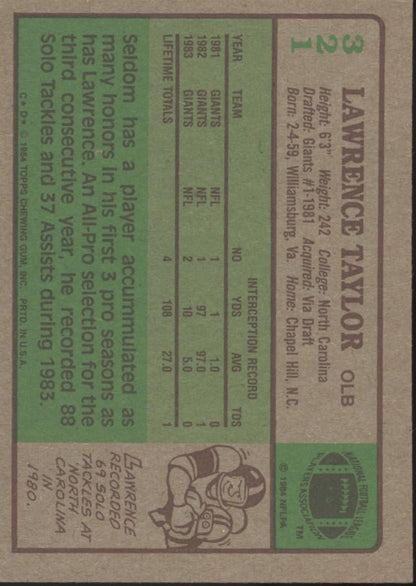 321
LAWRENCE TAYLOR OLB
Height: 6'3" Weight: 242 College: North Carolina
Drafted: Giants #1-1981 Acquired: Via Draft
Born: 2-4-59, Williamsburg, Va. Home: Chapel Hill, N.C.
NATIONAL FOOTBALL LEAGUE
PLAYERS ASSOCIATION
TM
© 1984 NFLPA
INTERCEPTION RECORD
YEAR TEAM NO YDS AVG TDS
1981 GIANTS NFL 1 1 1.0 0
1982 GIANTS NFL 1 97 97.0 1
1983 GIANTS NFL 2 10 5.0 0
LIFETIME TOTALS 4 108 27.0 1
Seldom has a player accummulated as
many honors in his first 3 pro seasons as
has Lawrence. An All-Pro selection for the
third consecutive year, he recorded 88
Solo Tackles and 37 Assists during 1983.
LAWRENCE
RECORDED
69 SOLO
TACKLES AT
NORTH
CAROLINA
IN
1980.
C* D* © 1984 TOPPS CHEWING GUM, INC. PRTD. IN U.S.A.